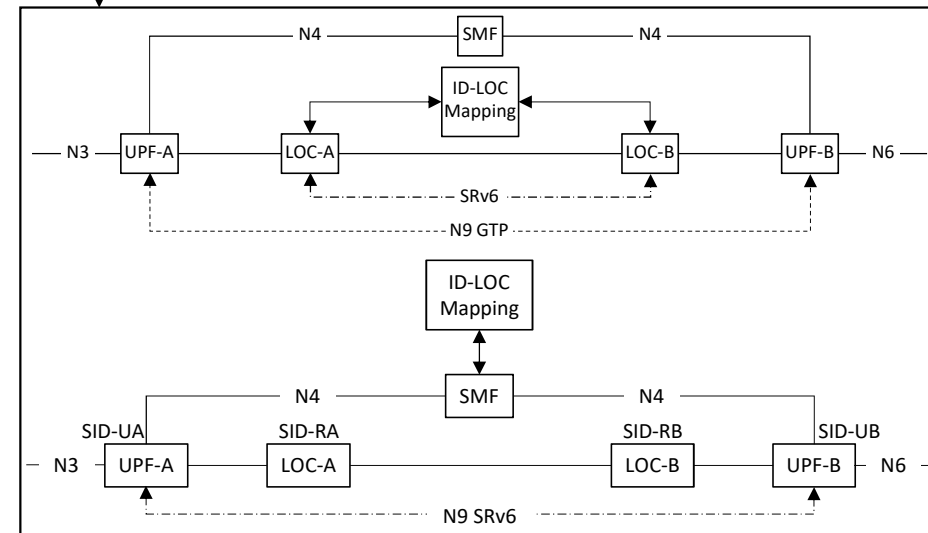 N4 SMF N4
ID-LOC
Mapping
N3 UPF-A LOC-A LOC-B UPF-B N6
SRv6
N9 GTP
ID-LOC
Mapping
N4 SMF N4
SID-UA SID-RA SID-RB SID-UB
N3 UPF-A LOC-A LOC-B UPF-B N6
N9 SRv6